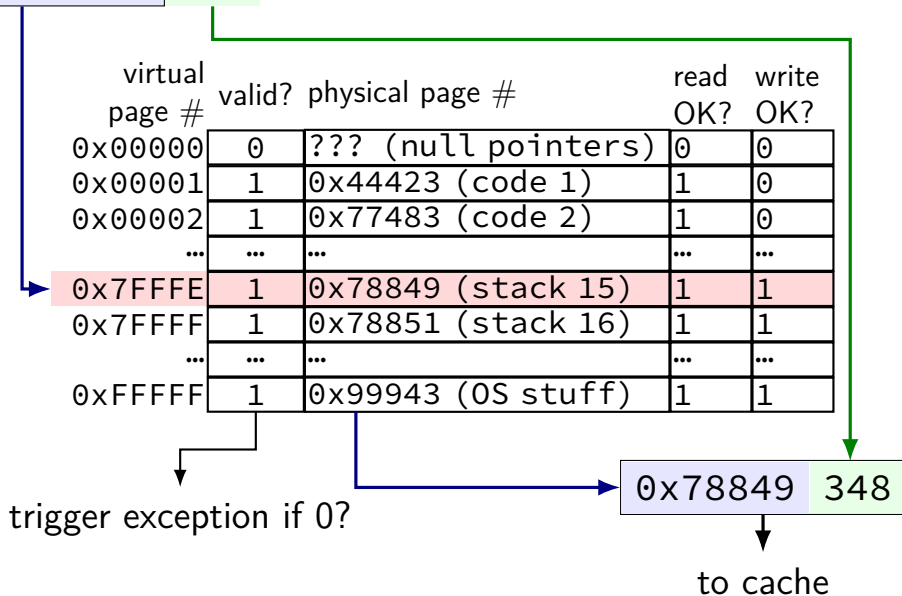 virtual page # valid? physical page # read OK? write OK?
0x00000 0 ??? (null pointers) 0 0
0x00001 1 0x44423 (code 1) 1 0
0x00002 1 0x77483 (code 2) 1 0
… … … … …
0x7FFFE 1 0x78849 (stack 15) 1 1
0x7FFFF 1 0x78851 (stack 16) 1 1
… … … … …
0xFFFFF 1 0x99943 (OS stuff) 1 1
0x78849 348
trigger exception if 0?
to cache